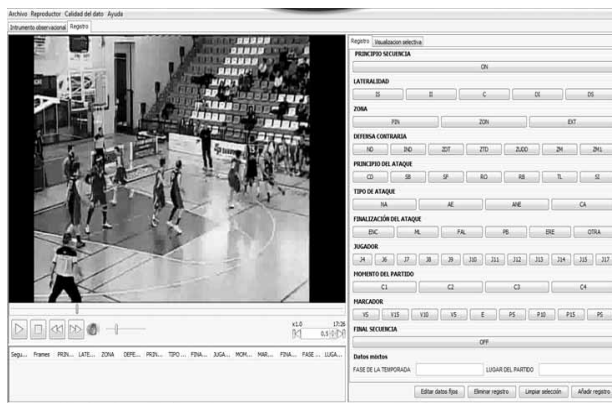 Archivo Reproductor Calidad del dato Ayuda
Intrumento observacional Registro
Registro Visualizacion selectiva
PRINCIPIO SECUENCIA
ON
LATERALIDAD
IS I C D DS
ZONA
FIN ZON EXT
DEFENSA CONTRARIA
ND IND ZDT ZTD ZUDD ZM ZM1
PRINCIPIO DEL ATAQUE
CD SB SF RO RB TL SI
TIPO DE ATAQUE
NA AE ANE CA
FINALIZACIÓN DEL ATAQUE
ENC ML FAL PB ERE OTRA
JUGADOR
J4 J6 J7 J8 J9 J10 J11 J12 J13 J14 J15 J17
MOMENTO DEL PARTIDO
C1 C2 C3 C4
MARCADOR
VS V15 V10 V5 E P5 P10 P15 PS
FINAL SECUENCIA
OFF
Datos mixtos
FASE DE LA TEMPORADA LUGAR DEL PARTIDO
Editar datos fijos Eliminar registro Limpiar selección Añadir registro
x1.0 17:26
0.5
Segu... Frames PRIN... LATE... ZONA DEFE... PRIN... TIPO ... FINA... JUGA... MOM... MAR... FINA... FASE ... LUGA...